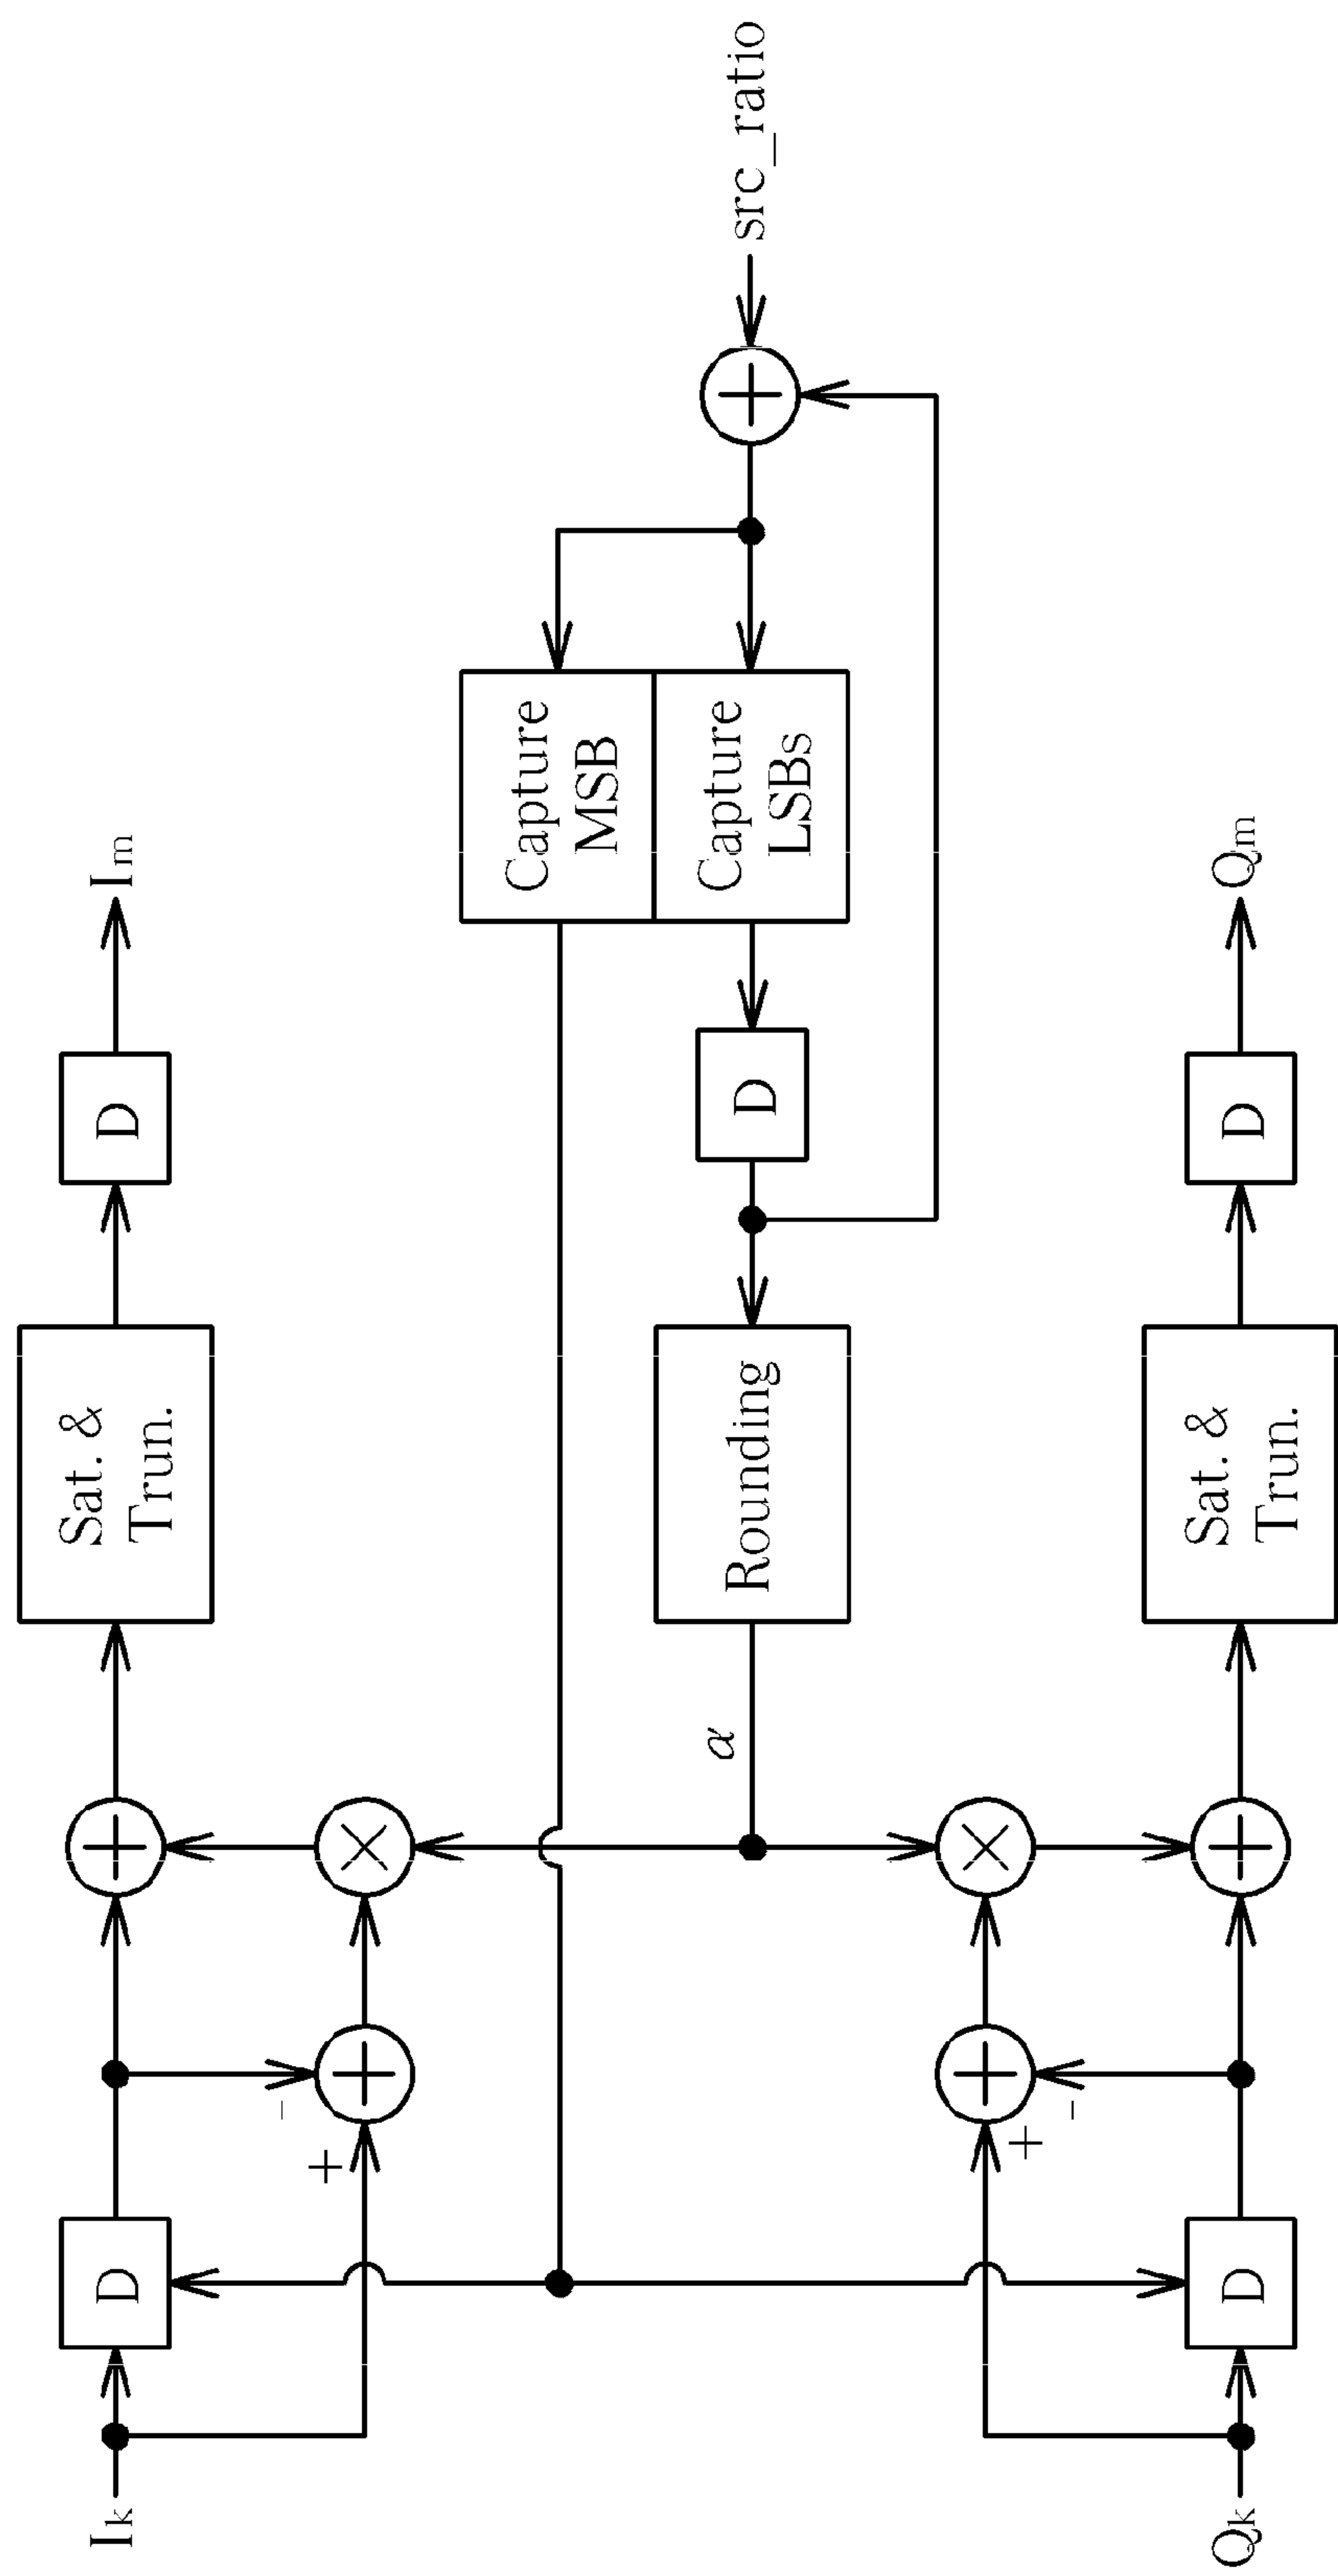 Ik
D
+
-
Sat. &
Trun.
D
Im
α
Rounding
D
Capture
MSB
Capture
LSBs
src_ratio
Qk
D
+
-
Sat. &
Trun.
D
Qm